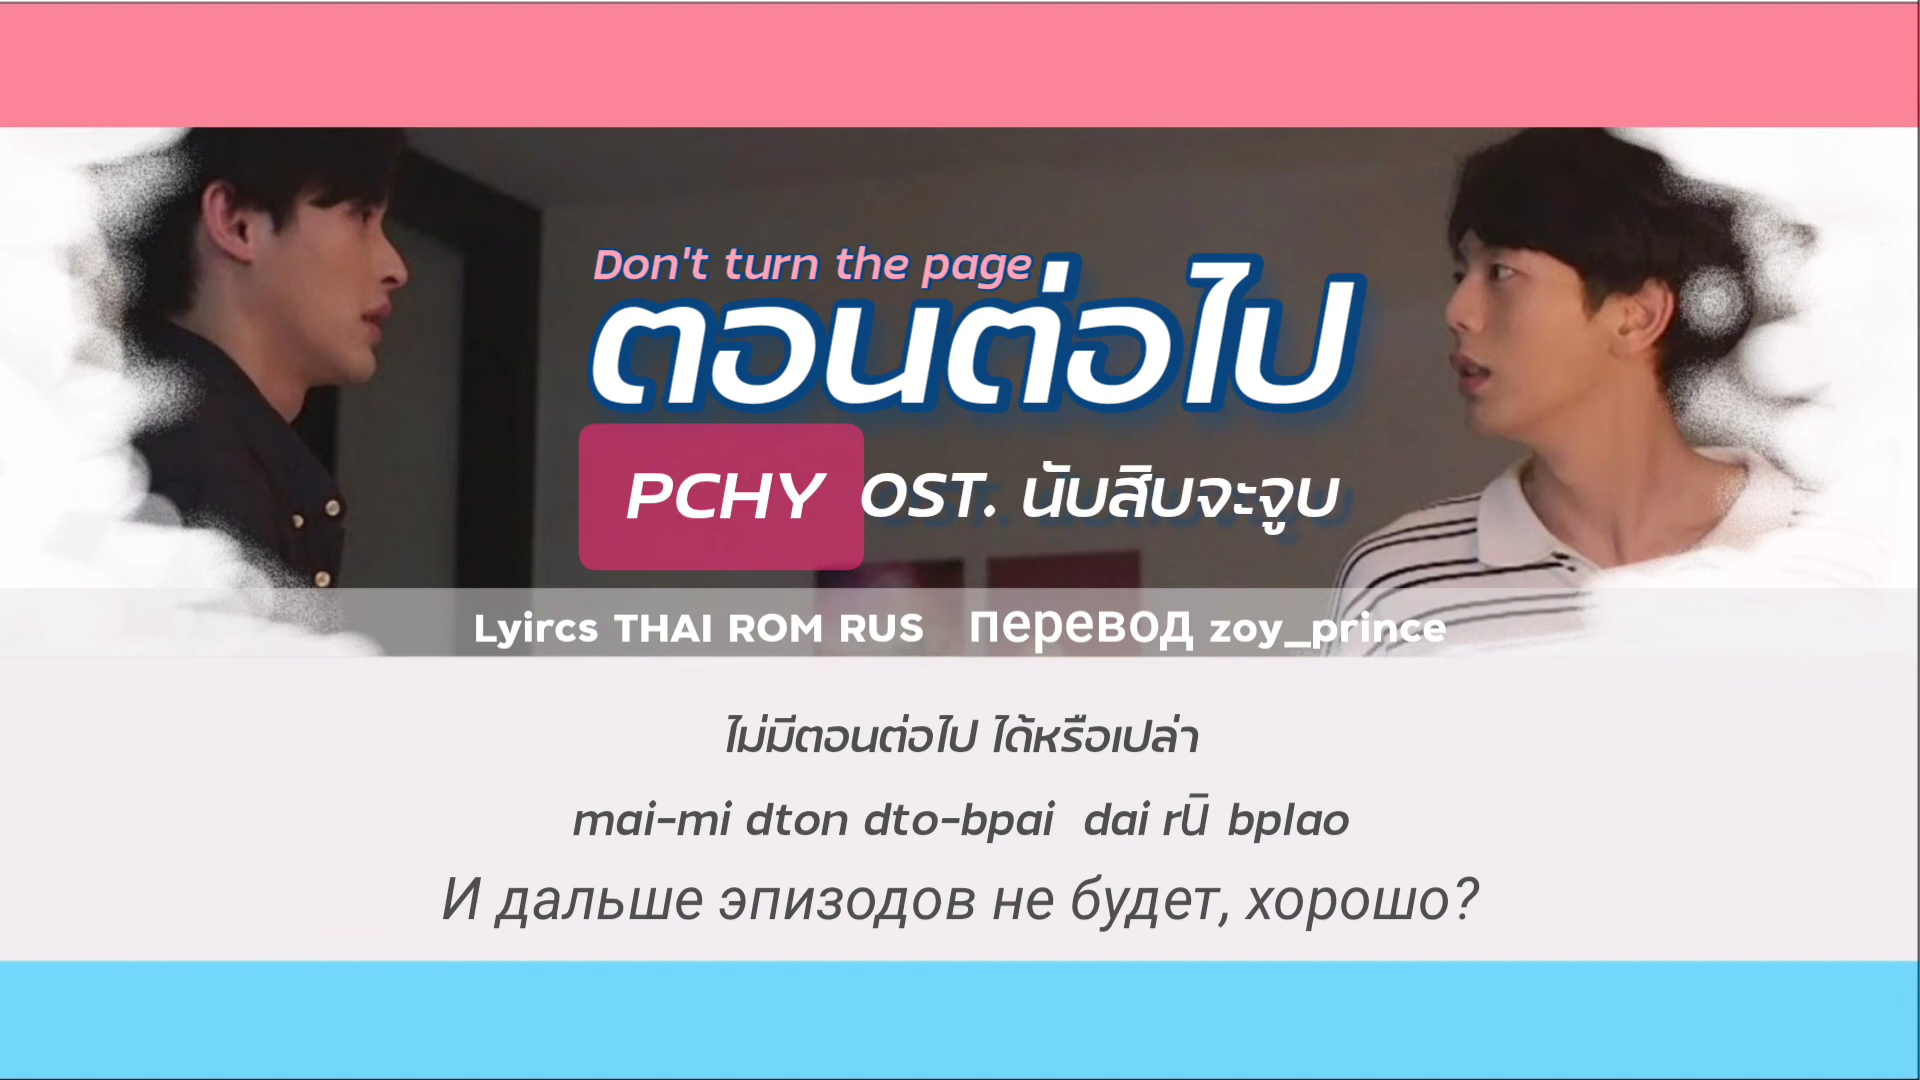 Don't turn the page
ตอนต่อไป
PCHY OST. นับสิบจะจูบ
Lyircs THAI ROM RUS перевод zoy_prince
ไม่มีตอนต่อไป ได้หรือเปล่า
mai-mi dton dto-bpai dai rū bplao
И дальше эпизодов не будет, хорошо?